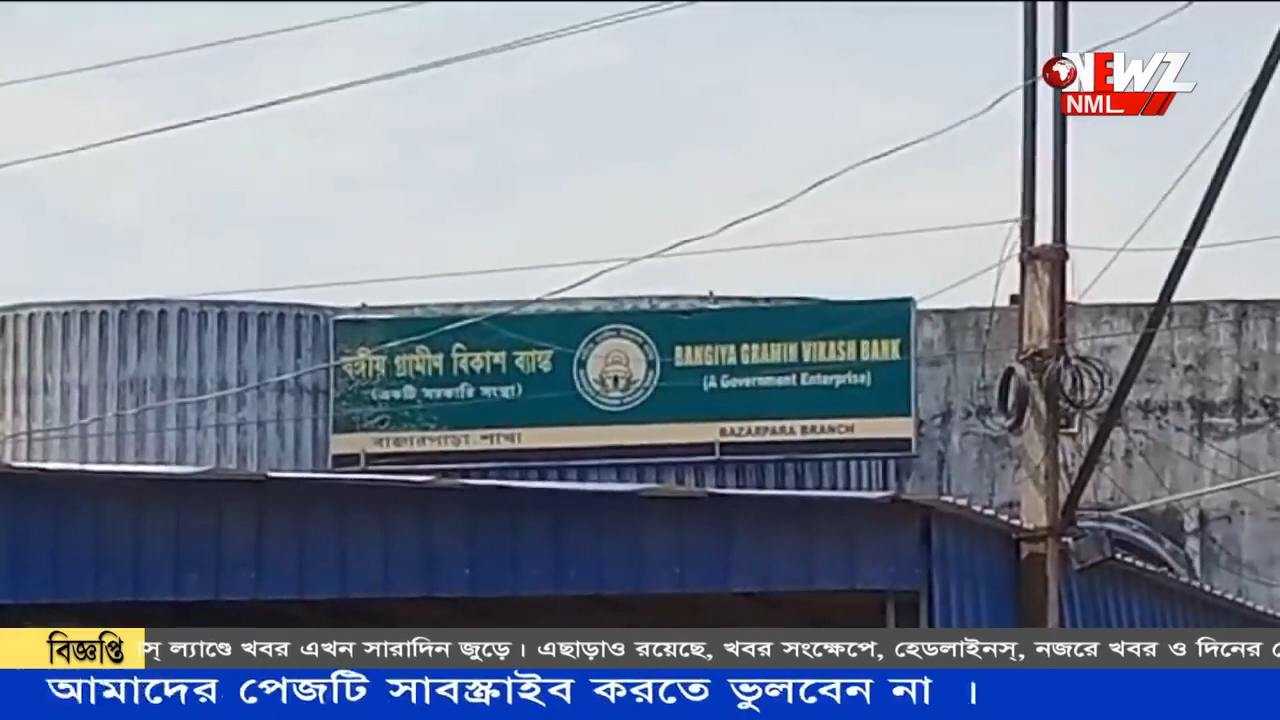 NEWZ
NML
বঙ্গীয় গ্রামীণ বিকাশ ব্যাঙ্ক
(একটি সরকারি সংস্থা)
BANGIYA GRAMIN VIKASH BANK
(A Government Enterprise)
বাজারপাড়া শাখা
BAZARPARA BRANCH
বিজ্ঞপ্তি
স্ ল্যাণ্ডে খবর এখন সারাদিন জুড়ে । এছাড়াও রয়েছে, খবর সংক্ষেপে, হেডলাইনস্, নজরে খবর ও দিনের
আমাদের পেজটি সাবস্ক্রাইব করতে ভুলবেন না ।